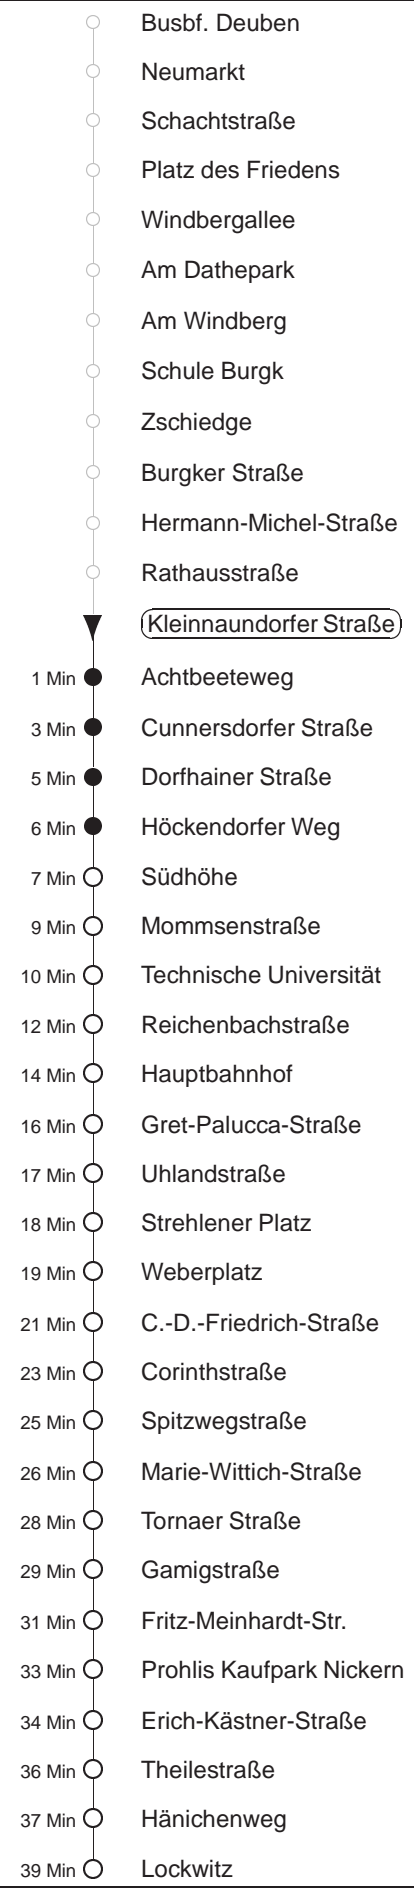 Busbf. Deuben
Neumarkt
Schachtstraße
Platz des Friedens
Windbergallee
Am Dathepark
Am Windberg
Schule Burgk
Zschiedge
Burgker Straße
Hermann-Michel-Straße
Rathausstraße
Kleinnaundorfer Straße
1 Min Achtbeeteweg
3 Min Cunnersdorfer Straße
5 Min Dorfhainer Straße
6 Min Höckendorfer Weg
7 Min Südhöhe
9 Min Mommsenstraße
10 Min Technische Universität
12 Min Reichenbachstraße
14 Min Hauptbahnhof
16 Min Gret-Palucca-Straße
17 Min Uhlandstraße
18 Min Strehlener Platz
19 Min Weberplatz
21 Min C.-D.-Friedrich-Straße
23 Min Corinthstraße
25 Min Spitzwegstraße
26 Min Marie-Wittich-Straße
28 Min Tornaer Straße
29 Min Gamigstraße
31 Min Fritz-Meinhardt-Str.
33 Min Prohlis Kaufpark Nickern
34 Min Erich-Kästner-Straße
36 Min Theilestraße
37 Min Hänichenweg
39 Min Lockwitz